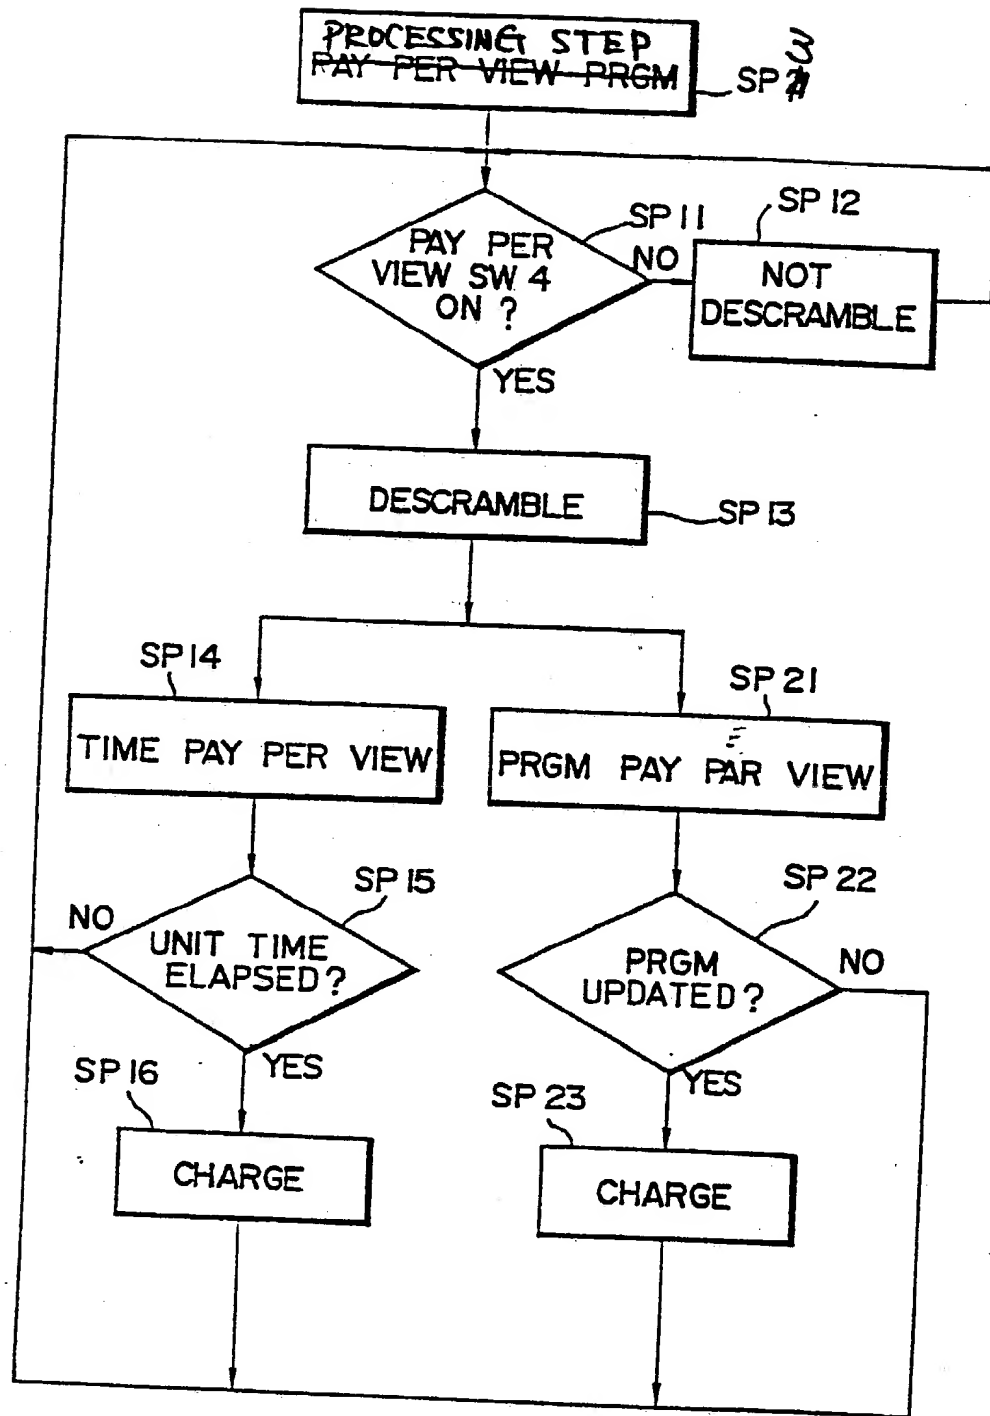 PROCESSING STEP
PAY PER VIEW PRGM
SP 3
SP 11
PAY PER
VIEW SW 4
ON ?
NO
YES
SP 12
NOT
DESCRAMBLE
DESCRAMBLE
SP 13
SP 14
TIME PAY PER VIEW
SP 21
E
PRGM PAY PAR VIEW
SP 15
UNIT TIME
ELAPSED ?
NO
YES
SP 22
PRGM
UPDATED ?
NO
YES
SP 16
CHARGE
SP 23
CHARGE